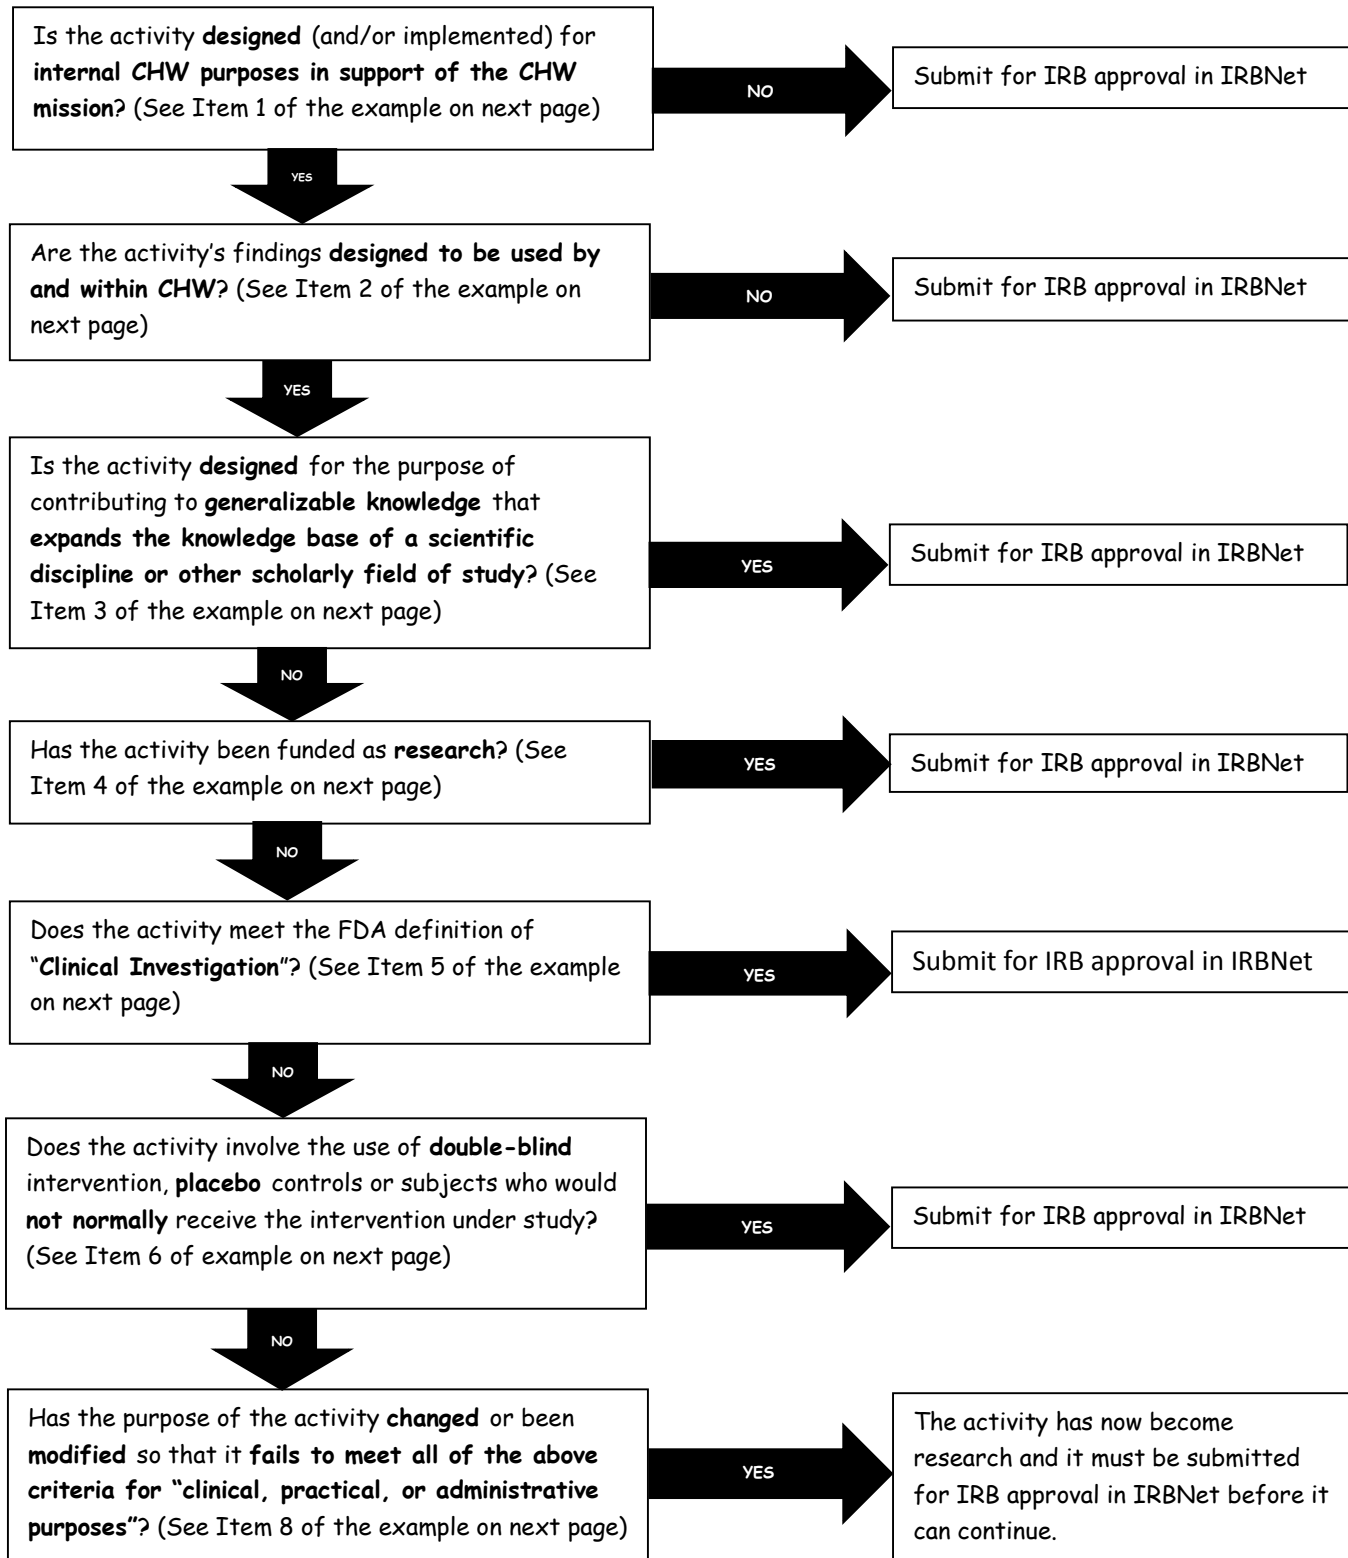 Is the activity designed (and/or implemented) for
internal CHW purposes in support of the CHW
mission? (See Item 1 of the example on next page)
NO
Submit for IRB approval in IRBNet
YES
Are the activity’s findings designed to be used by
and within CHW? (See Item 2 of the example on
next page)
NO
Submit for IRB approval in IRBNet
YES
Is the activity designed for the purpose of
contributing to generalizable knowledge that
expands the knowledge base of a scientific
discipline or other scholarly field of study? (See
Item 3 of the example on next page)
YES
Submit for IRB approval in IRBNet
NO
Has the activity been funded as research? (See
Item 4 of the example on next page)
YES
Submit for IRB approval in IRBNet
NO
Does the activity meet the FDA definition of
“Clinical Investigation”? (See Item 5 of the example
on next page)
YES
Submit for IRB approval in IRBNet
NO
Does the activity involve the use of double-blind
intervention, placebo controls or subjects who would
not normally receive the intervention under study?
(See Item 6 of example on next page)
YES
Submit for IRB approval in IRBNet
NO
Has the purpose of the activity changed or been
modified so that it fails to meet all of the above
criteria for “clinical, practical, or administrative
purposes”? (See Item 8 of the example on next page)
YES
The activity has now become
research and it must be submitted
for IRB approval in IRBNet before it
can continue.